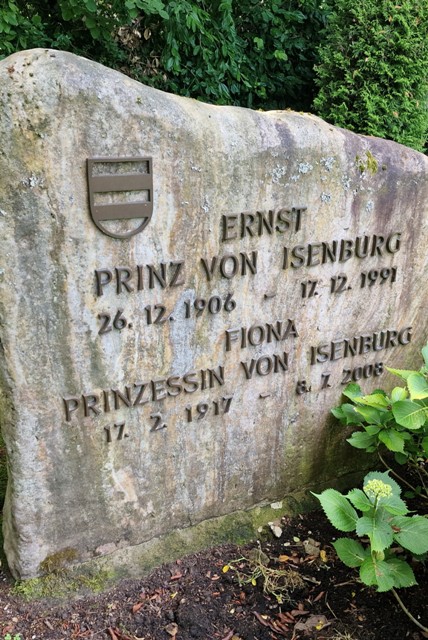 ERNST
PRINZ VON ISENBURG
26. 12. 1906 - 17. 12. 1991
FIONA
PRINZESSIN VON ISENBURG
17. 2. 1917 - 8. 7. 2008